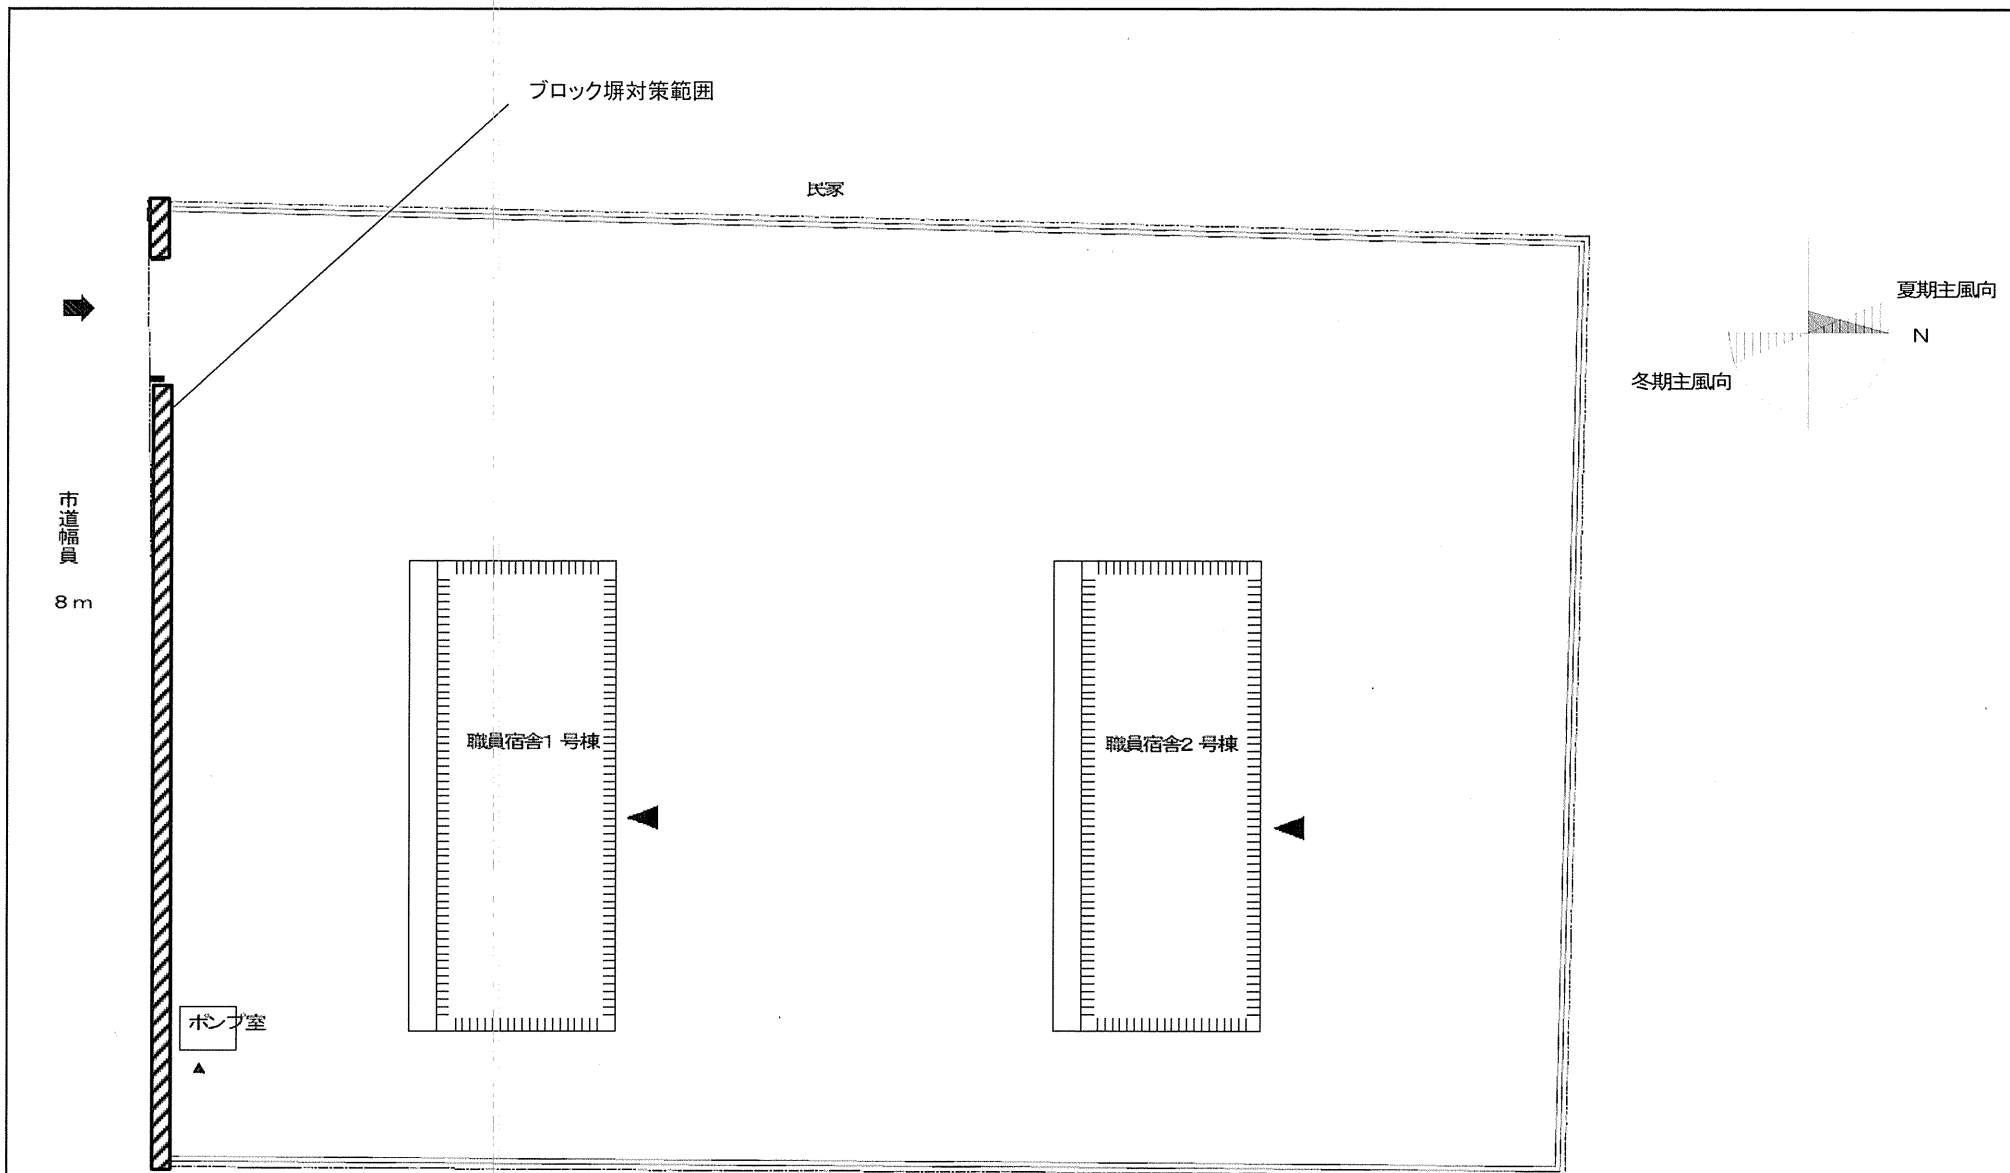 ブロック塀対策範囲
民家
夏期主風向
N
冬期主風向
市道幅員
8m
職員宿舎1 号棟
職員宿舎2 号棟
ポンプ室